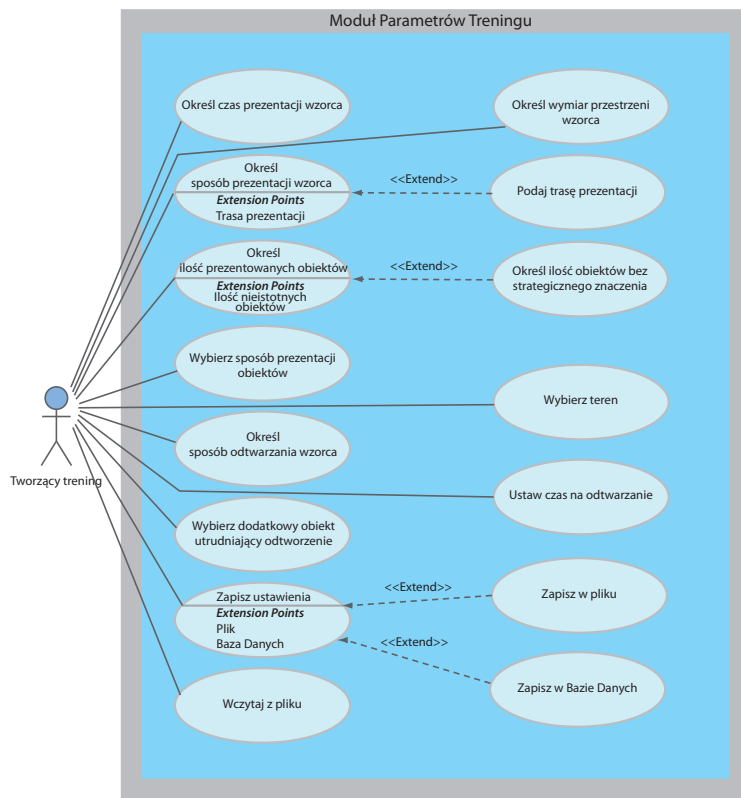 Moduł Parametrów Treningu
Określ czas prezentacji wzorca
Określ wymiar przestrzeni
wzorca
Określ
sposób prezentacji wzorca
Extension Points
Trasa prezentacji
<<Extend>>
Podaj trasę prezentacji
Określ
ilość prezentowanych obiektów
Extension Points
Ilość nieistotnych
obiektów
<<Extend>>
Określ ilość obiektów bez
strategicznego znaczenia
Wybierz sposób prezentacji
obiektów
Wybierz teren
Tworzący trening
Określ
sposób odtwarzania wzorca
Ustaw czas na odtwarzanie
Wybierz dodatkowy obiekt
utrudniający odtworzenie
Zapisz ustawienia
Extension Points
Plik
Baza Danych
<<Extend>>
Zapisz w pliku
<<Extend>>
Zapisz w Bazie Danych
Wczytaj z pliku